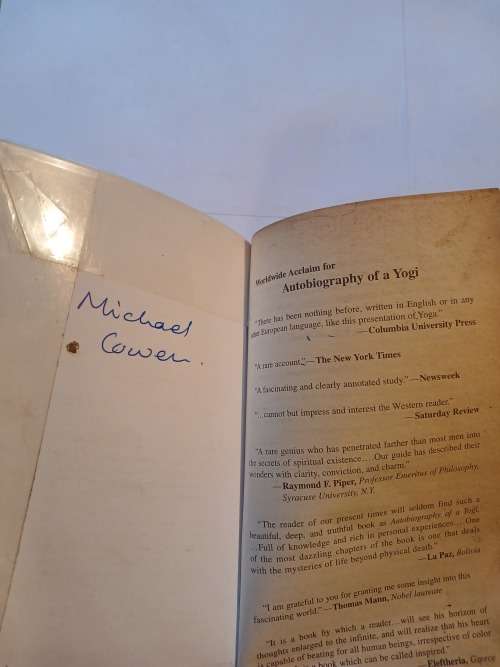 Michael
Cowen.
Worldwide Acclaim for
Autobiography of a Yogi
"There has been nothing before, written in English or in any
other European language, like this presentation of Yoga."
—Columbia University Press
"A rare account."—The New York Times
"A fascinating and clearly annotated study."—Newsweek
"...cannot but impress and interest the Western reader."
—Saturday Review
"A rare genius who has penetrated farther than most men into
the secrets of spiritual existence....Our guide has described their
wonders with clarity, conviction, and charm."
—Raymond F. Piper, Professor Emeritus of Philosophy,
Syracuse University, N.Y.
"The reader of our present times will seldom find such a
beautiful, deep, and truthful book as Autobiography of a Yogi.
...Full of knowledge and rich in personal experiences... One
of the most dazzling chapters of the book is one that deals
with the mysteries of life beyond physical death."
—La Paz, Bolivia
"I am grateful to you for granting me some insight into this
fascinating world."—Thomas Mann, Nobel laureate
"It is a book by which a reader...will see his horizon of
thoughts enlarged to the infinite, and will realize that his heart
is capable of beating for all human beings, irrespective of color
is a book which can be called inspired."
—Eleftheria, Greece